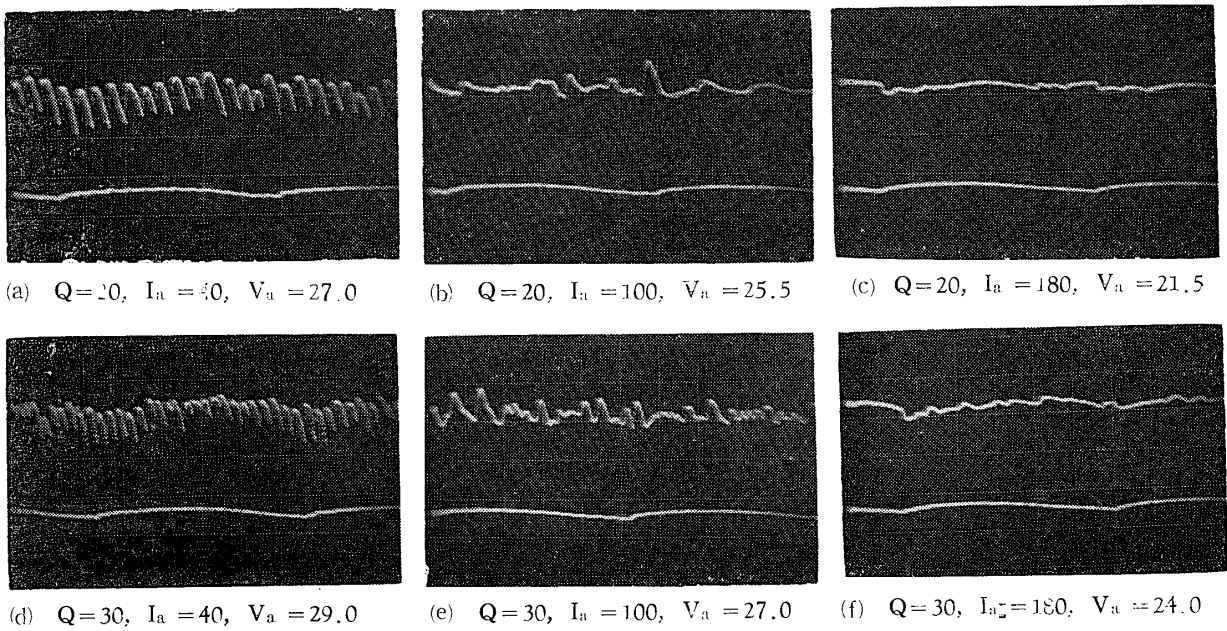 (a) Q=20, Ia =40, Va =27.0
(b) Q=20, Ia =100, Va =25.5
(c) Q=20, Ia =180, Va =21.5
(d) Q=30, Ia =40, Va =29.0
(e) Q=30, Ia =100, Va =27.0
(f) Q=30, Ia =180, Va =24.0